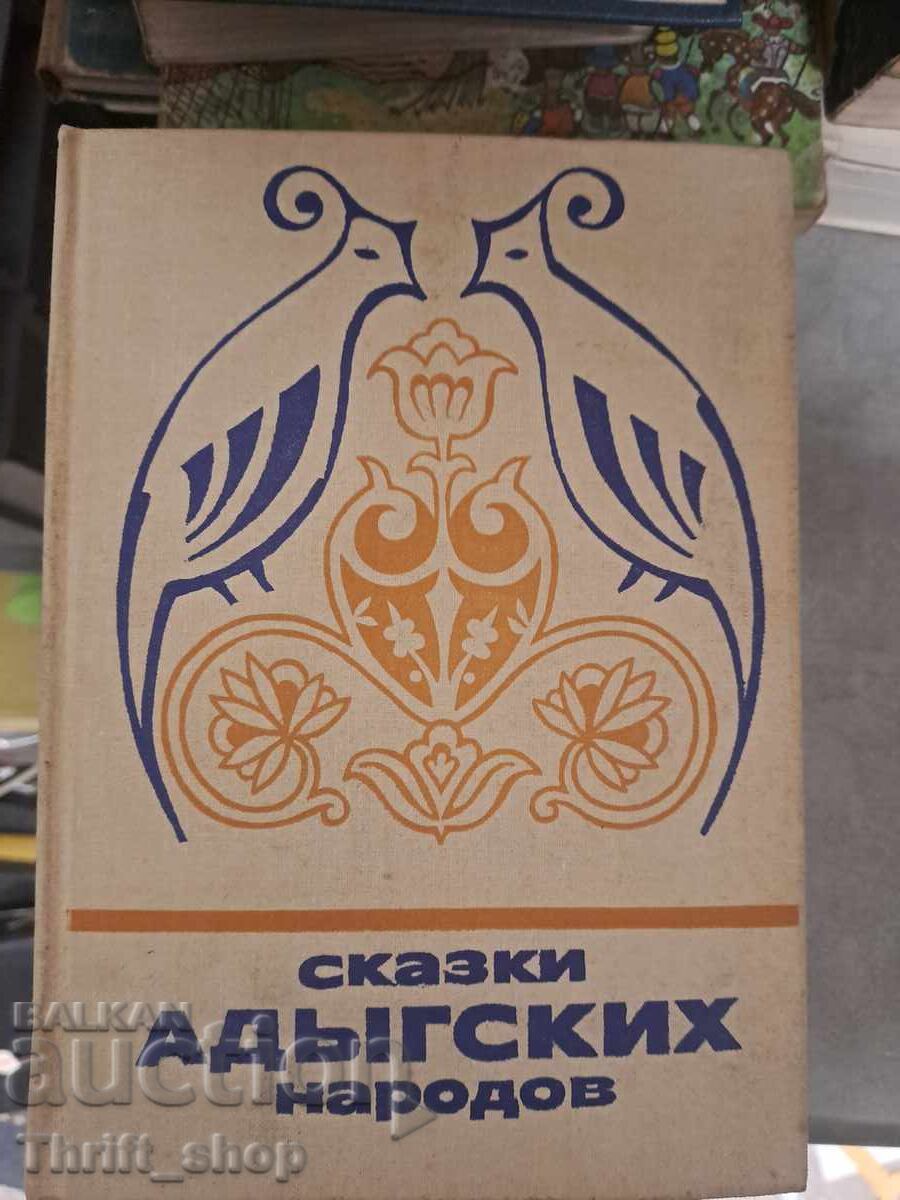 сказки
АДЫГСКИХ
народов
BALKAN
auction
Thrift_shop